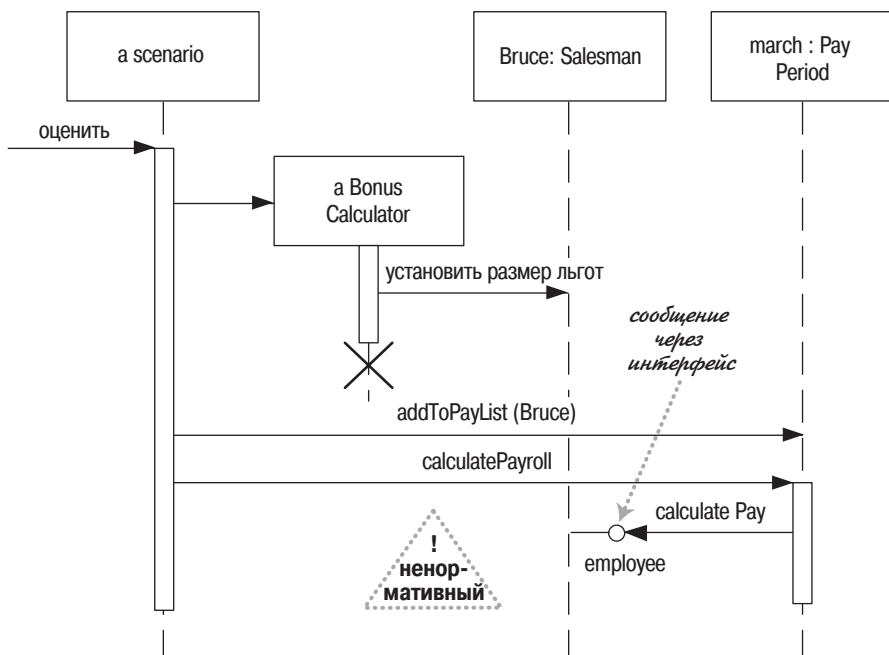 a scenario
Bruce: Salesman
march : Pay
Period
оценить
a Bonus
Calculator
установить размер льгот
сообщение
через
интерфейс
addToPayList (Bruce)
calculatePayroll
calculate Pay
employee
!
ненор-
мативный